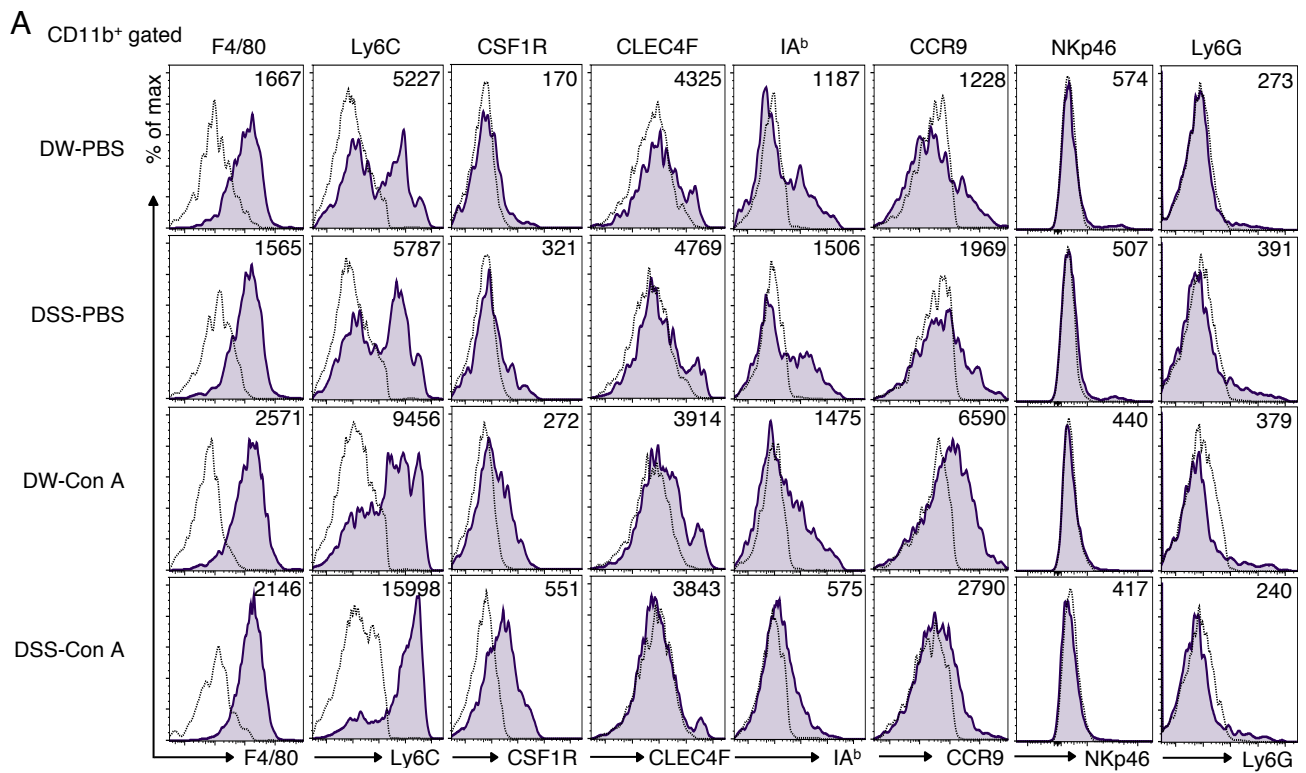 A
CD11b⁺ gated
F4/80 Ly6C CSF1R CLEC4F IAᵇ CCR9 NKp46 Ly6G
% of max
DW-PBS 1667 5227 170 4325 1187 1228 574 273
DSS-PBS 1565 5787 321 4769 1506 1969 507 391
DW-Con A 2571 9456 272 3914 1475 6590 440 379
DSS-Con A 2146 15998 551 3843 575 2790 417 240
F4/80 Ly6C CSF1R CLEC4F IAᵇ CCR9 NKp46 Ly6G